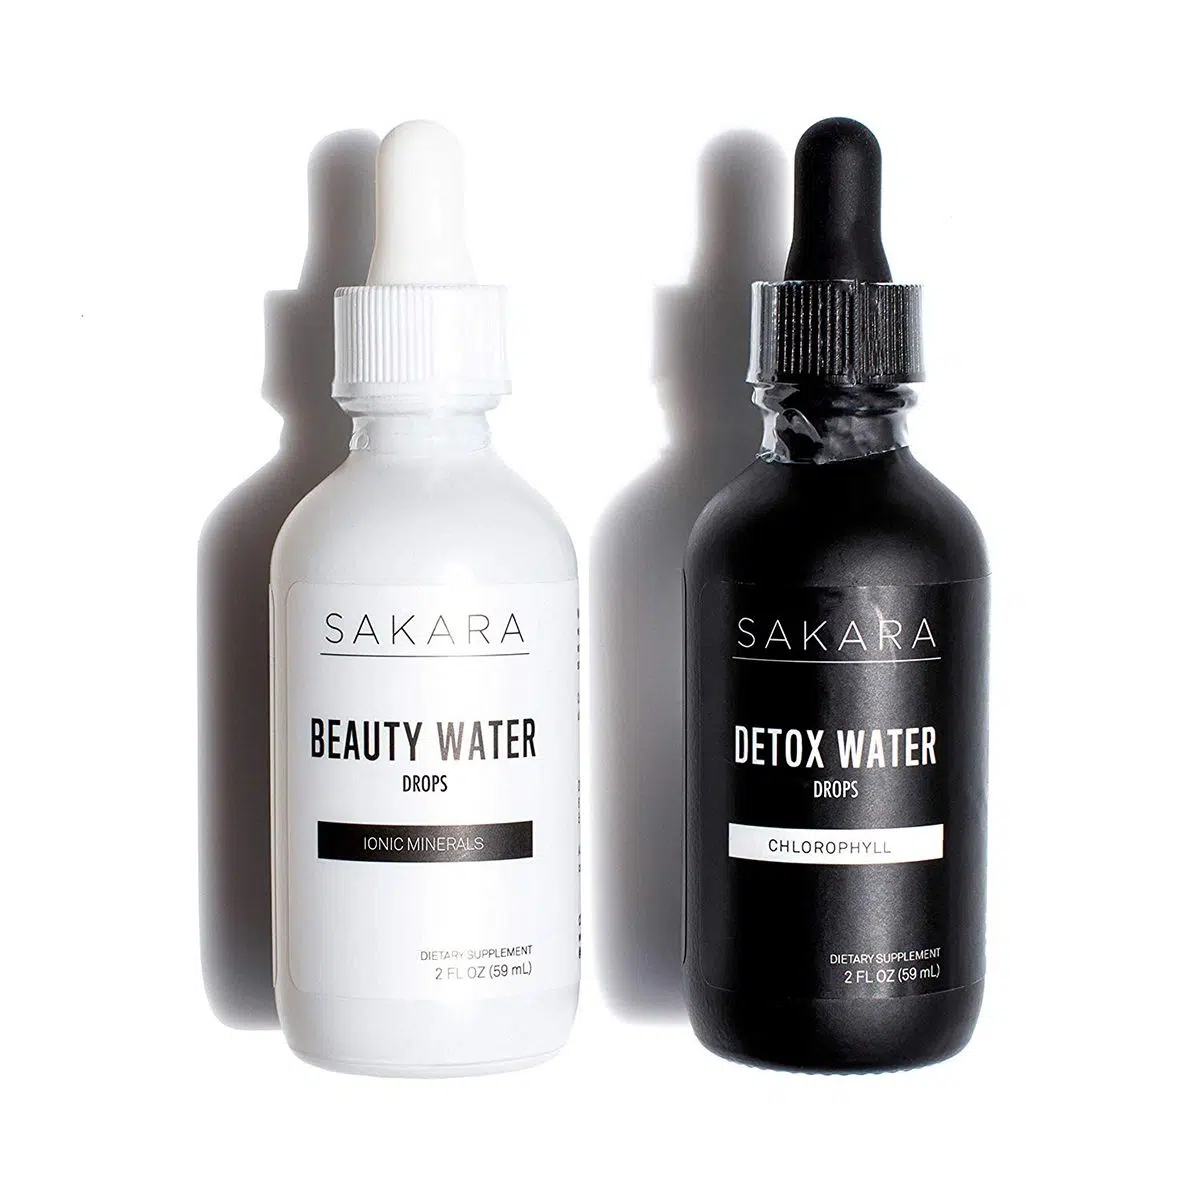 SAKARA
BEAUTY WATER
DROPS
IONIC MINERALS
DIETARY SUPPLEMENT
2 FL OZ (59 mL)
SAKARA
DETOX WATER
DROPS
CHLOROPHYLL
DIETARY SUPPLEMENT
2 FL OZ (59 mL)